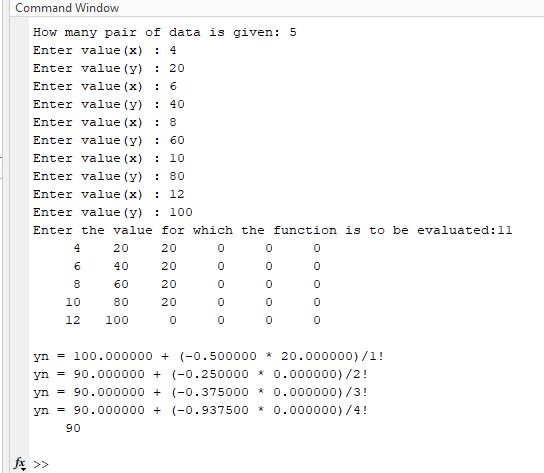 Command Window
How many pair of data is given: 5
Enter value(x) : 4
Enter value(y) : 20
Enter value(x) : 6
Enter value(y) : 40
Enter value(x) : 8
Enter value(y) : 60
Enter value(x) : 10
Enter value(y) : 80
Enter value(x) : 12
Enter value(y) : 100
Enter the value for which the function is to be evaluated:11
4 20 20 0 0 0
6 40 20 0 0 0
8 60 20 0 0 0
10 80 20 0 0 0
12 100 0 0 0 0
yn = 100.000000 + (-0.500000 * 20.000000)/1!
yn = 90.000000 + (-0.250000 * 0.000000)/2!
yn = 90.000000 + (-0.375000 * 0.000000)/3!
yn = 90.000000 + (-0.937500 * 0.000000)/4!
90
fx >>